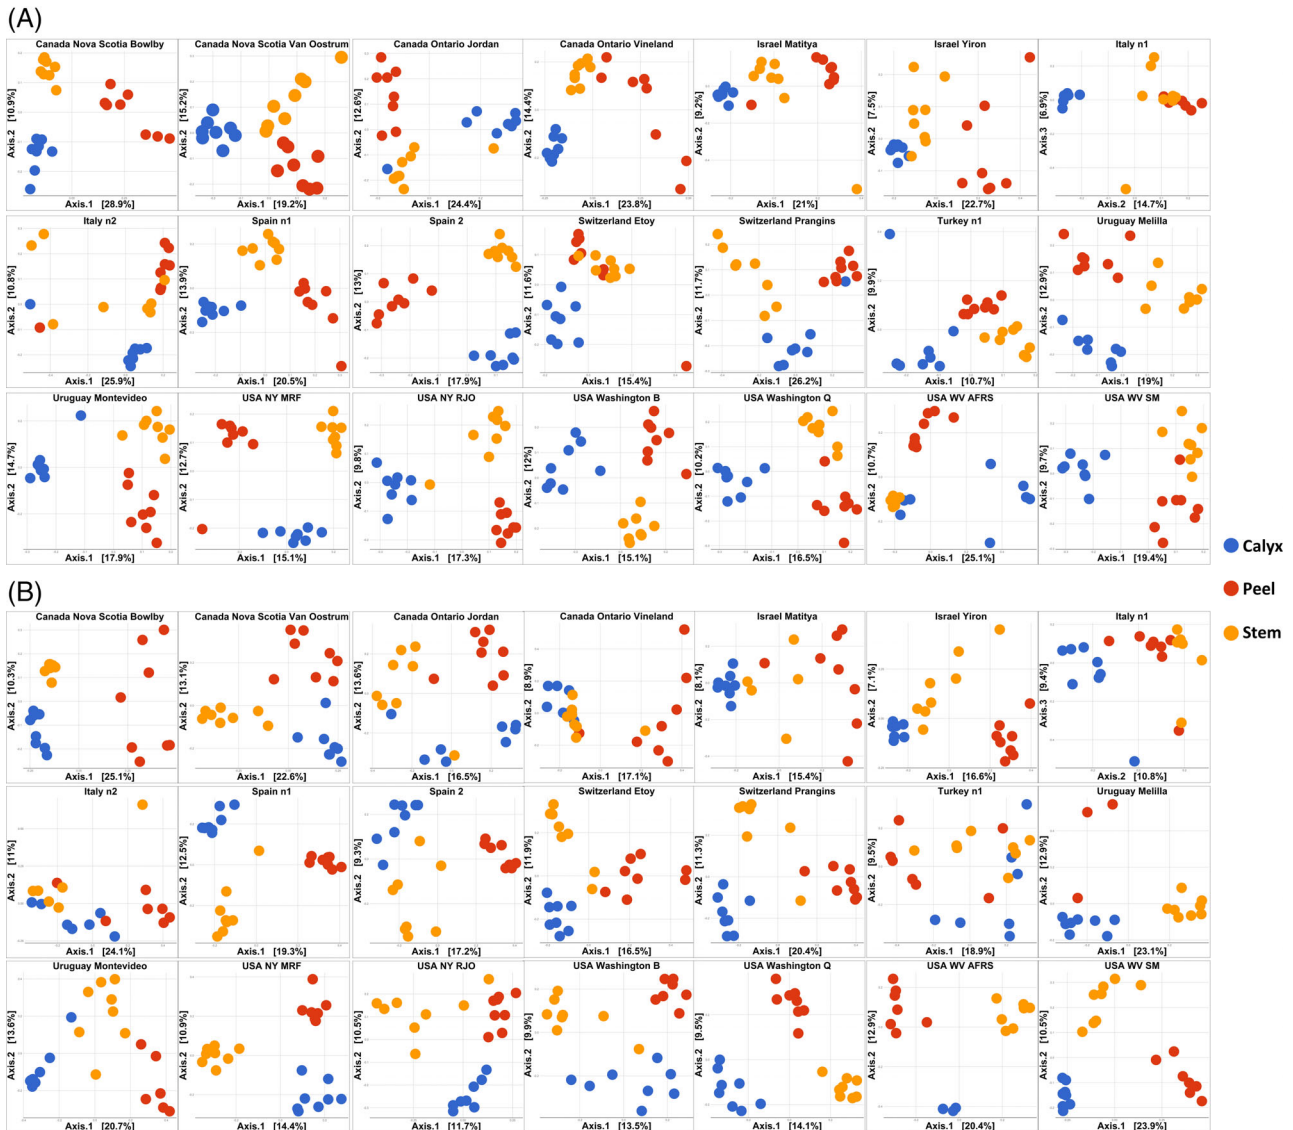 (A)
Canada Nova Scotia Bowlby
Axis.2 [10.9%]
Axis.1 [28.9%]
Canada Nova Scotia Van Oostrum
Axis.2 [15.2%]
Axis.1 [19.2%]
Canada Ontario Jordan
Axis.2 [12.6%]
Axis.1 [24.4%]
Canada Ontario Vineland
Axis.2 [14.4%]
Axis.1 [23.8%]
Israel Matitya
Axis.2 [9.2%]
Axis.1 [21%]
Israel Yiron
Axis.2 [7.5%]
Axis.1 [22.7%]
Italy n1
Axis.3 [6.9%]
Axis.2 [14.7%]
Italy n2
Axis.2 [10.8%]
Axis.1 [25.9%]
Spain n1
Axis.2 [13.9%]
Axis.1 [20.5%]
Spain 2
Axis.2 [13%]
Axis.1 [17.9%]
Switzerland Etoy
Axis.2 [11.6%]
Axis.1 [15.4%]
Switzerland Prangins
Axis.2 [11.7%]
Axis.1 [26.2%]
Turkey n1
Axis.2 [9.9%]
Axis.1 [10.7%]
Uruguay Melilla
Axis.2 [12.9%]
Axis.1 [19%]
Uruguay Montevideo
Axis.2 [14.7%]
Axis.1 [17.9%]
USA NY MRF
Axis.2 [12.7%]
Axis.1 [15.1%]
USA NY RJO
Axis.2 [9.8%]
Axis.1 [17.3%]
USA Washington B
Axis.2 [12%]
Axis.1 [15.1%]
USA Washington Q
Axis.2 [10.2%]
Axis.1 [16.5%]
USA WV AFRS
Axis.2 [10.7%]
Axis.1 [25.1%]
USA WV SM
Axis.2 [9.7%]
Axis.1 [19.4%]
Calyx
Peel
Stem
(B)
Canada Nova Scotia Bowlby
Axis.2 [10.3%]
Axis.1 [25.1%]
Canada Nova Scotia Van Oostrum
Axis.2 [13.1%]
Axis.1 [22.6%]
Canada Ontario Jordan
Axis.2 [13.6%]
Axis.1 [16.5%]
Canada Ontario Vineland
Axis.2 [8.9%]
Axis.1 [17.1%]
Israel Matitya
Axis.2 [8.1%]
Axis.1 [15.4%]
Israel Yiron
Axis.2 [7.1%]
Axis.1 [16.6%]
Italy n1
Axis.3 [9.4%]
Axis.2 [10.8%]
Italy n2
Axis.2 [11%]
Axis.1 [24.1%]
Spain n1
Axis.2 [12.5%]
Axis.1 [19.3%]
Spain 2
Axis.2 [9.3%]
Axis.1 [17.2%]
Switzerland Etoy
Axis.2 [11.9%]
Axis.1 [16.5%]
Switzerland Prangins
Axis.2 [11.3%]
Axis.1 [20.4%]
Turkey n1
Axis.2 [9.5%]
Axis.1 [18.9%]
Uruguay Melilla
Axis.2 [12.9%]
Axis.1 [23.1%]
Uruguay Montevideo
Axis.2 [13.6%]
Axis.1 [20.7%]
USA NY MRF
Axis.2 [10.9%]
Axis.1 [14.4%]
USA NY RJO
Axis.2 [10.5%]
Axis.1 [11.7%]
USA Washington B
Axis.2 [9.9%]
Axis.1 [13.5%]
USA Washington Q
Axis.2 [9.5%]
Axis.1 [14.1%]
USA WV AFRS
Axis.2 [12.9%]
Axis.1 [20.4%]
USA WV SM
Axis.2 [10.5%]
Axis.1 [23.9%]